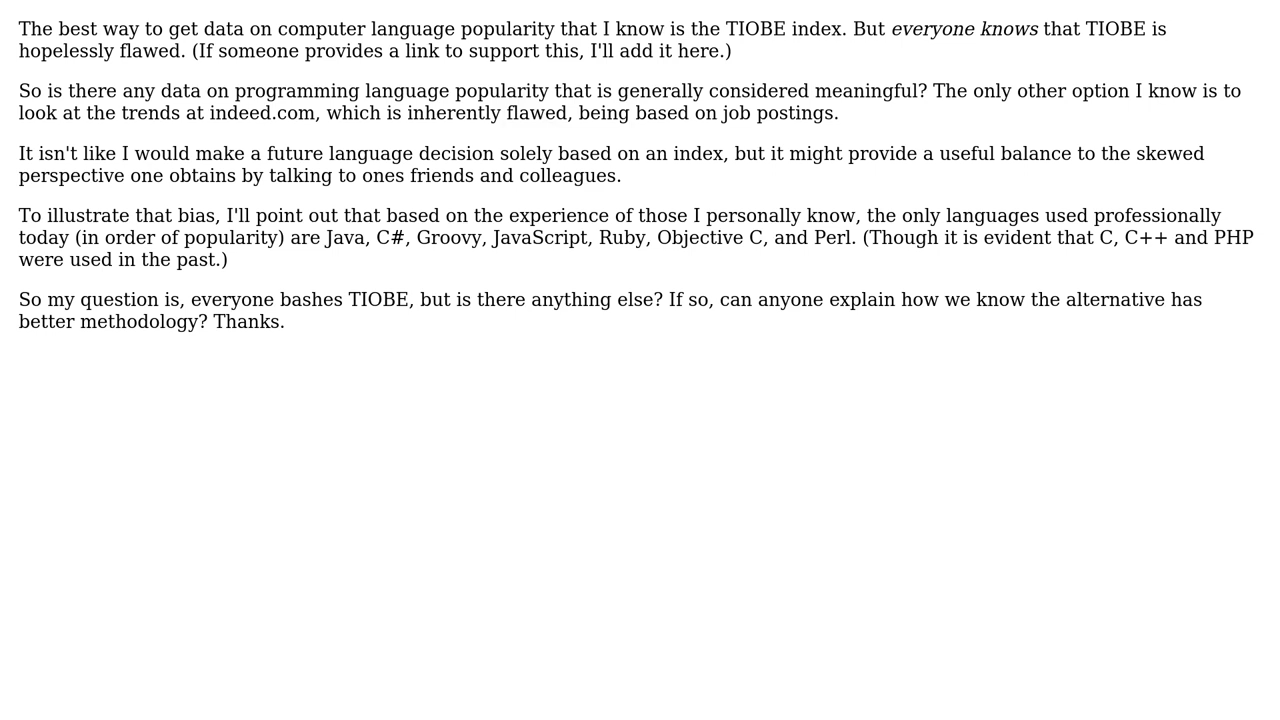 The best way to get data on computer language popularity that I know is the TIOBE index. But everyone knows that TIOBE is
hopelessly flawed. (If someone provides a link to support this, I'll add it here.)
So is there any data on programming language popularity that is generally considered meaningful? The only other option I know is to
look at the trends at indeed.com, which is inherently flawed, being based on job postings.
It isn't like I would make a future language decision solely based on an index, but it might provide a useful balance to the skewed
perspective one obtains by talking to ones friends and colleagues.
To illustrate that bias, I'll point out that based on the experience of those I personally know, the only languages used professionally
today (in order of popularity) are Java, C#, Groovy, JavaScript, Ruby, Objective C, and Perl. (Though it is evident that C, C++ and PHP
were used in the past.)
So my question is, everyone bashes TIOBE, but is there anything else? If so, can anyone explain how we know the alternative has
better methodology? Thanks.